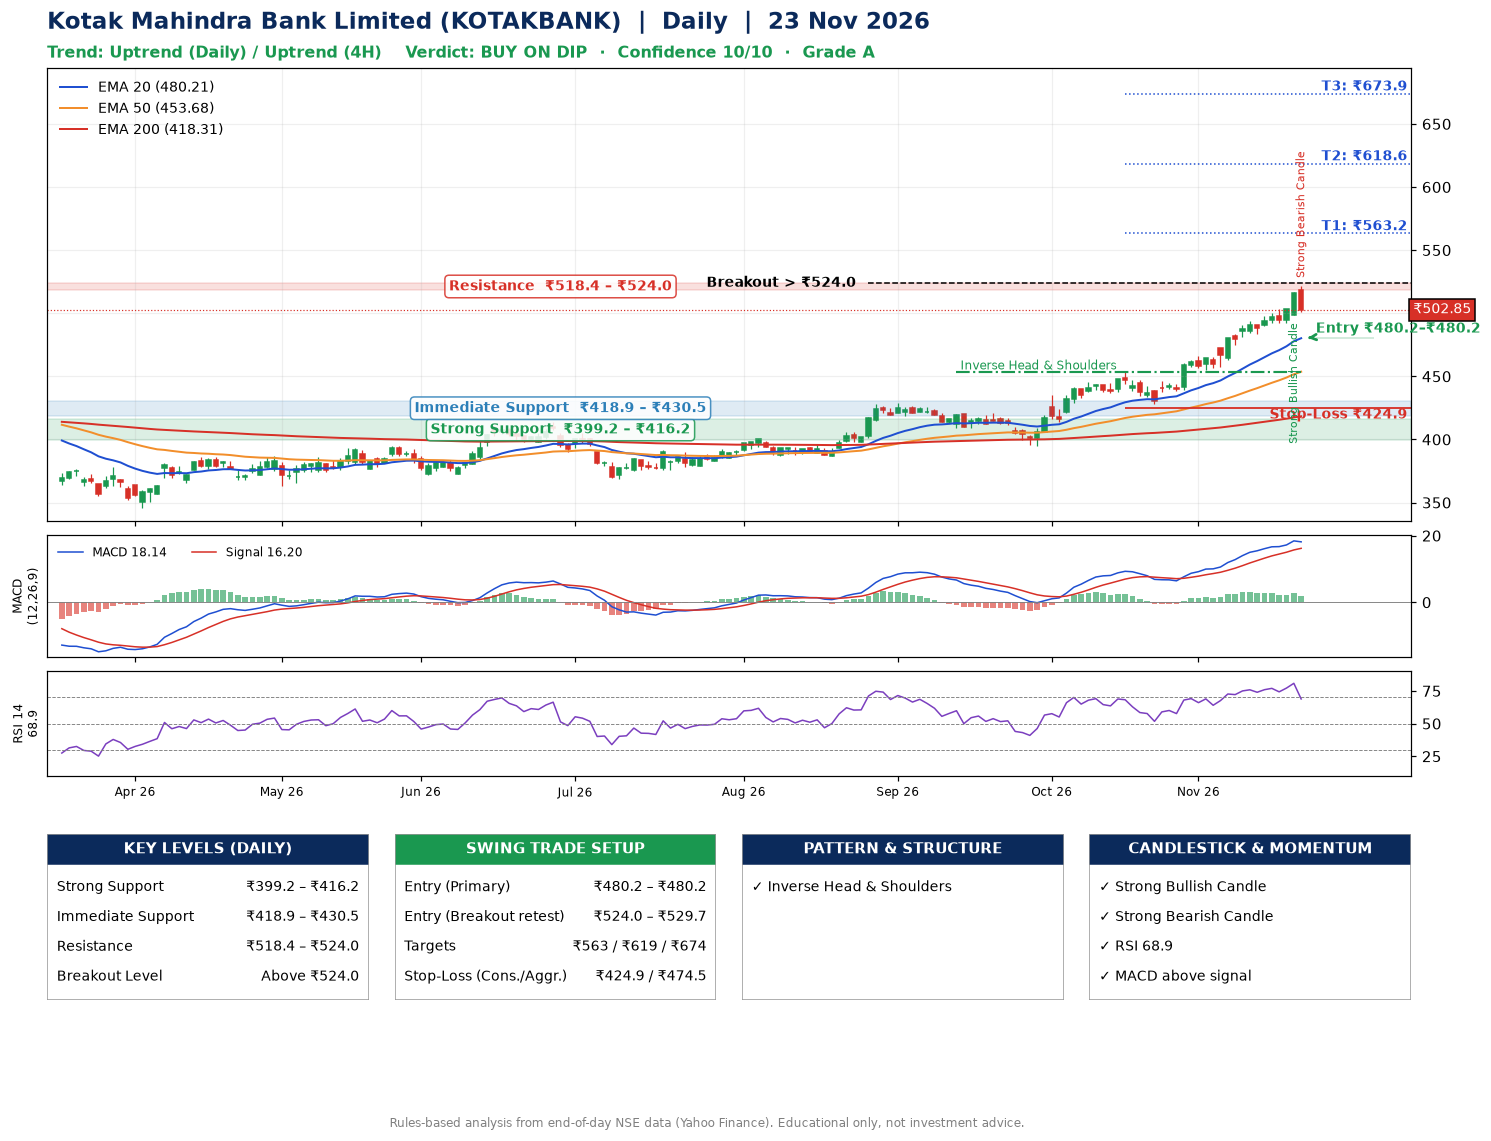 Kotak Mahindra Bank Limited (KOTAKBANK) | Daily | 23 Nov 2026
Trend: Uptrend (Daily) / Uptrend (4H) Verdict: BUY ON DIP · Confidence 10/10 · Grade A
EMA 20 (480.21)
EMA 50 (453.68)
EMA 200 (418.31)
T3: ₹673.9
T2: ₹618.6
T1: ₹563.2
Strong Bearish Candle
Resistance ₹518.4 – ₹524.0
Breakout > ₹524.0
₹502.85
Entry ₹480.2–₹480.2
Inverse Head & Shoulders
Strong Bullish Candle
Immediate Support ₹418.9 – ₹430.5
Stop-Loss ₹424.9
Strong Support ₹399.2 – ₹416.2
650
600
550
450
400
350
MACD 18.14
Signal 16.20
MACD
(12,26,9)
20
0
RSI 14
68.9
75
50
25
Apr 26
May 26
Jun 26
Jul 26
Aug 26
Sep 26
Oct 26
Nov 26
KEY LEVELS (DAILY)
Strong Support ₹399.2 – ₹416.2
Immediate Support ₹418.9 – ₹430.5
Resistance ₹518.4 – ₹524.0
Breakout Level Above ₹524.0
SWING TRADE SETUP
Entry (Primary) ₹480.2 – ₹480.2
Entry (Breakout retest) ₹524.0 – ₹529.7
Targets ₹563 / ₹619 / ₹674
Stop-Loss (Cons./Aggr.) ₹424.9 / ₹474.5
PATTERN & STRUCTURE
✓ Inverse Head & Shoulders
CANDLESTICK & MOMENTUM
✓ Strong Bullish Candle
✓ Strong Bearish Candle
✓ RSI 68.9
✓ MACD above signal
Rules-based analysis from end-of-day NSE data (Yahoo Finance). Educational only, not investment advice.